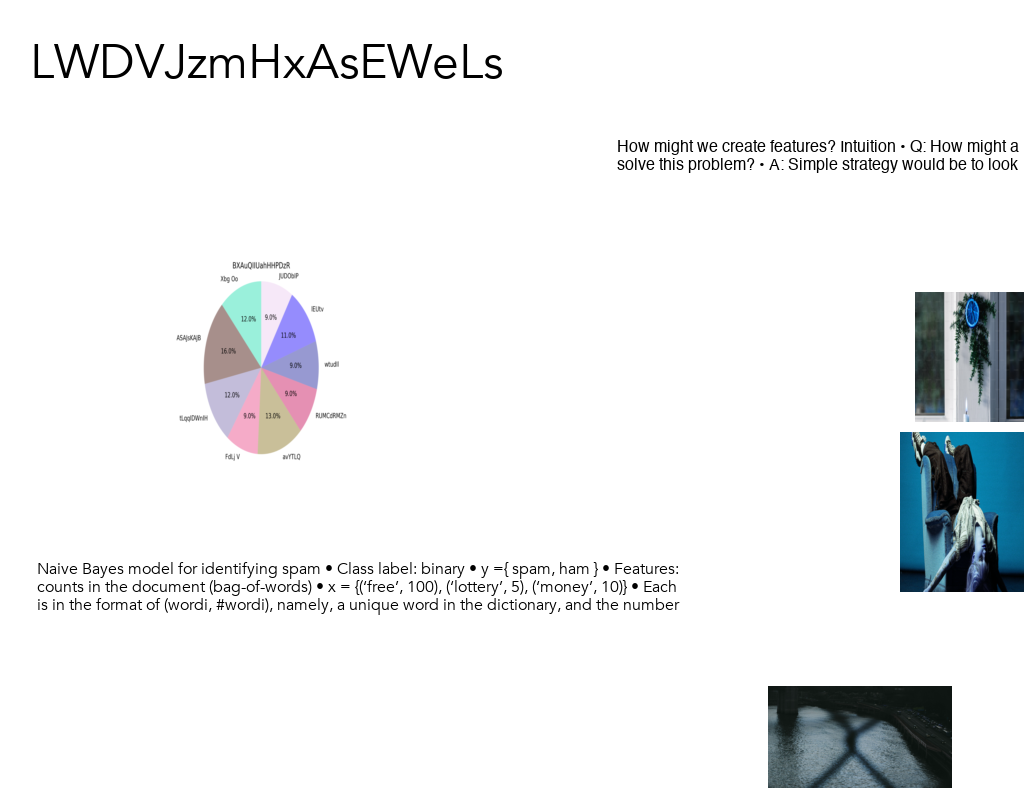 LWDVJzmHxAsEWeLs
How might we create features? Intuition • Q: How might a
solve this problem? • A: Simple strategy would be to look
BXAuQIIUahHHPDzR
Xbg Oo
JUDObIP
IEUtv
ASAJsKAJB
wtudII
tLqqIDWnIH
RUMCdRMZn
FdLj V
avYTLQ
12.0%
9.0%
11.0%
16.0%
9.0%
12.0%
9.0%
9.0%
13.0%
Naive Bayes model for identifying spam • Class label: binary • y ={ spam, ham } • Features:
counts in the document (bag-of-words) • x = {(‘free’, 100), (‘lottery’, 5), (‘money’, 10)} • Each
is in the format of (wordi, #wordi), namely, a unique word in the dictionary, and the number